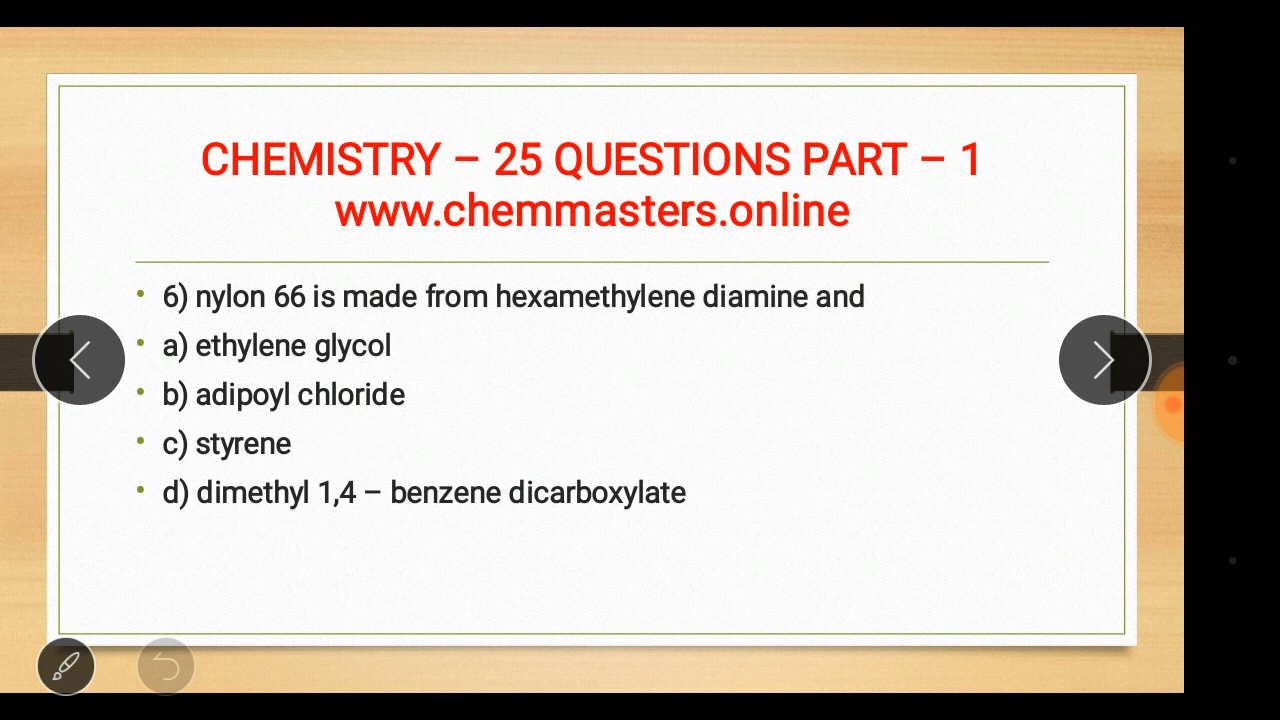 CHEMISTRY – 25 QUESTIONS PART – 1
www.chemmasters.online
• 6) nylon 66 is made from hexamethylene diamine and
• a) ethylene glycol
• b) adipoyl chloride
• c) styrene
• d) dimethyl 1,4 – benzene dicarboxylate